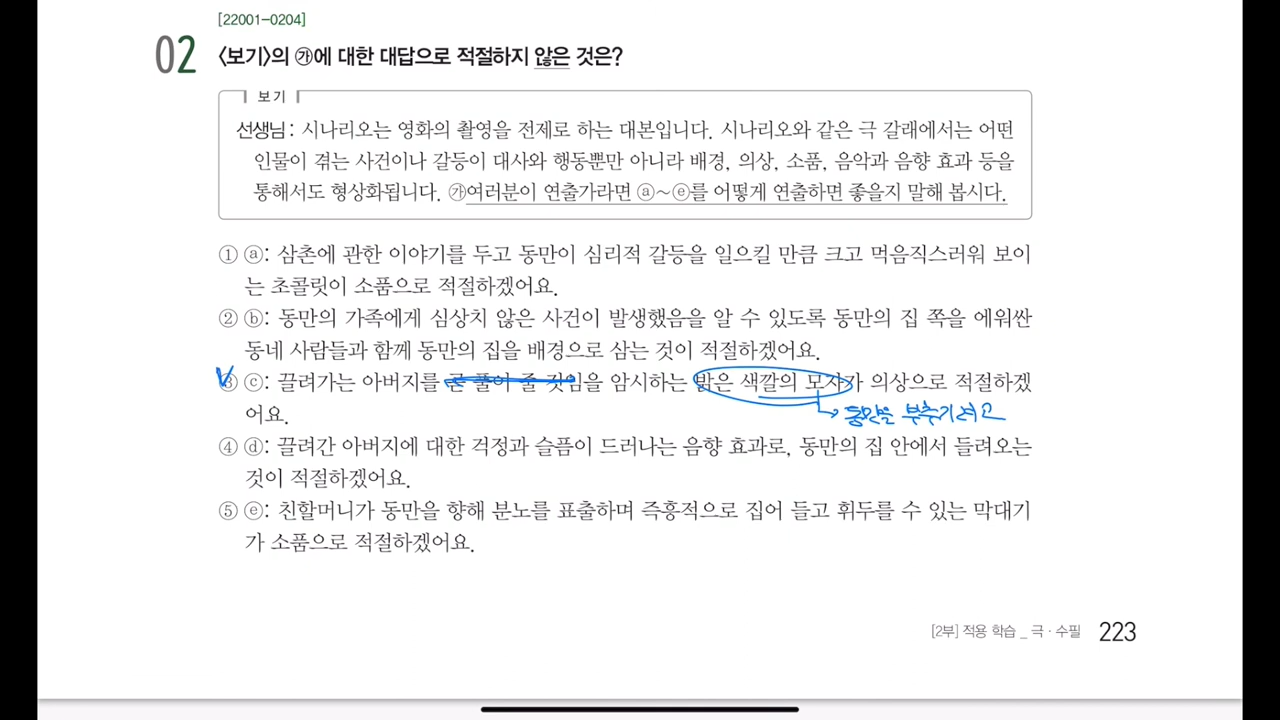 [22001-0204]
02 <보기>의 ㉮에 대한 대답으로 적절하지 않은 것은?
보기
선생님: 시나리오는 영화의 촬영을 전제로 하는 대본입니다. 시나리오와 같은 극 갈래에서는 어떤
인물이 겪는 사건이나 갈등이 대사와 행동뿐만 아니라 배경, 의상, 소품, 음악과 음향 효과 등을
통해서도 형상화됩니다. ㉮여러분이 연출가라면 ⓐ~ⓔ를 어떻게 연출하면 좋을지 말해 봅시다.
① ⓐ: 삼촌에 관한 이야기를 두고 동만이 심리적 갈등을 일으킬 만큼 크고 먹음직스러워 보이
는 초콜릿이 소품으로 적절하겠어요.
② ⓑ: 동만의 가족에게 심상치 않은 사건이 발생했음을 알 수 있도록 동만의 집 쪽을 에워싼
동네 사람들과 함께 동만의 집을 배경으로 삼는 것이 적절하겠어요.
③ ⓒ: 끌려가는 아버지를 곧 풀어 줄 것임을 암시하는 밝은 색깔의 모자가 의상으로 적절하겠
어요.
동만을 부추기려고
④ ⓓ: 끌려간 아버지에 대한 걱정과 슬픔이 드러나는 음향 효과로, 동만의 집 안에서 들려오는
것이 적절하겠어요.
⑤ ⓔ: 친할머니가 동만을 향해 분노를 표출하며 즉흥적으로 집어 들고 휘두를 수 있는 막대기
가 소품으로 적절하겠어요.
[2부] 적용 학습 _ 극·수필 223